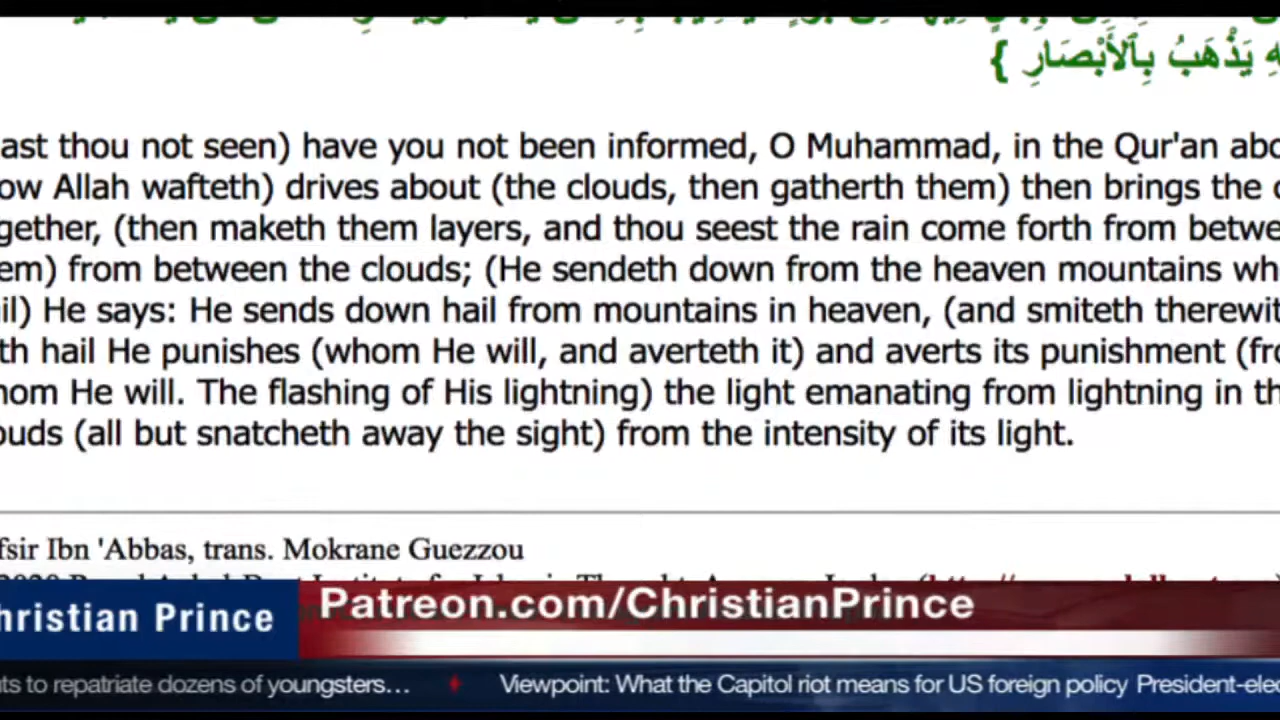 يَذْهَبُ بِٱلأَبْصَارِ }
ast thou not seen) have you not been informed, O Muhammad, in the Qur'an abo
ow Allah wafteth) drives about (the clouds, then gatherth them) then brings the
gether, (then maketh them layers, and thou seest the rain come forth from betwe
em) from between the clouds; (He sendeth down from the heaven mountains wh
il) He says: He sends down hail from mountains in heaven, (and smiteth therewit
th hail He punishes (whom He will, and averteth it) and averts its punishment (fro
hom He will. The flashing of His lightning) the light emanating from lightning in th
ouds (all but snatcheth away the sight) from the intensity of its light.
fsir Ibn 'Abbas, trans. Mokrane Guezzou
hristian Prince
Patreon.com/ChristianPrince
ts to repatriate dozens of youngsters... Viewpoint: What the Capitol riot means for US foreign policy President-elec